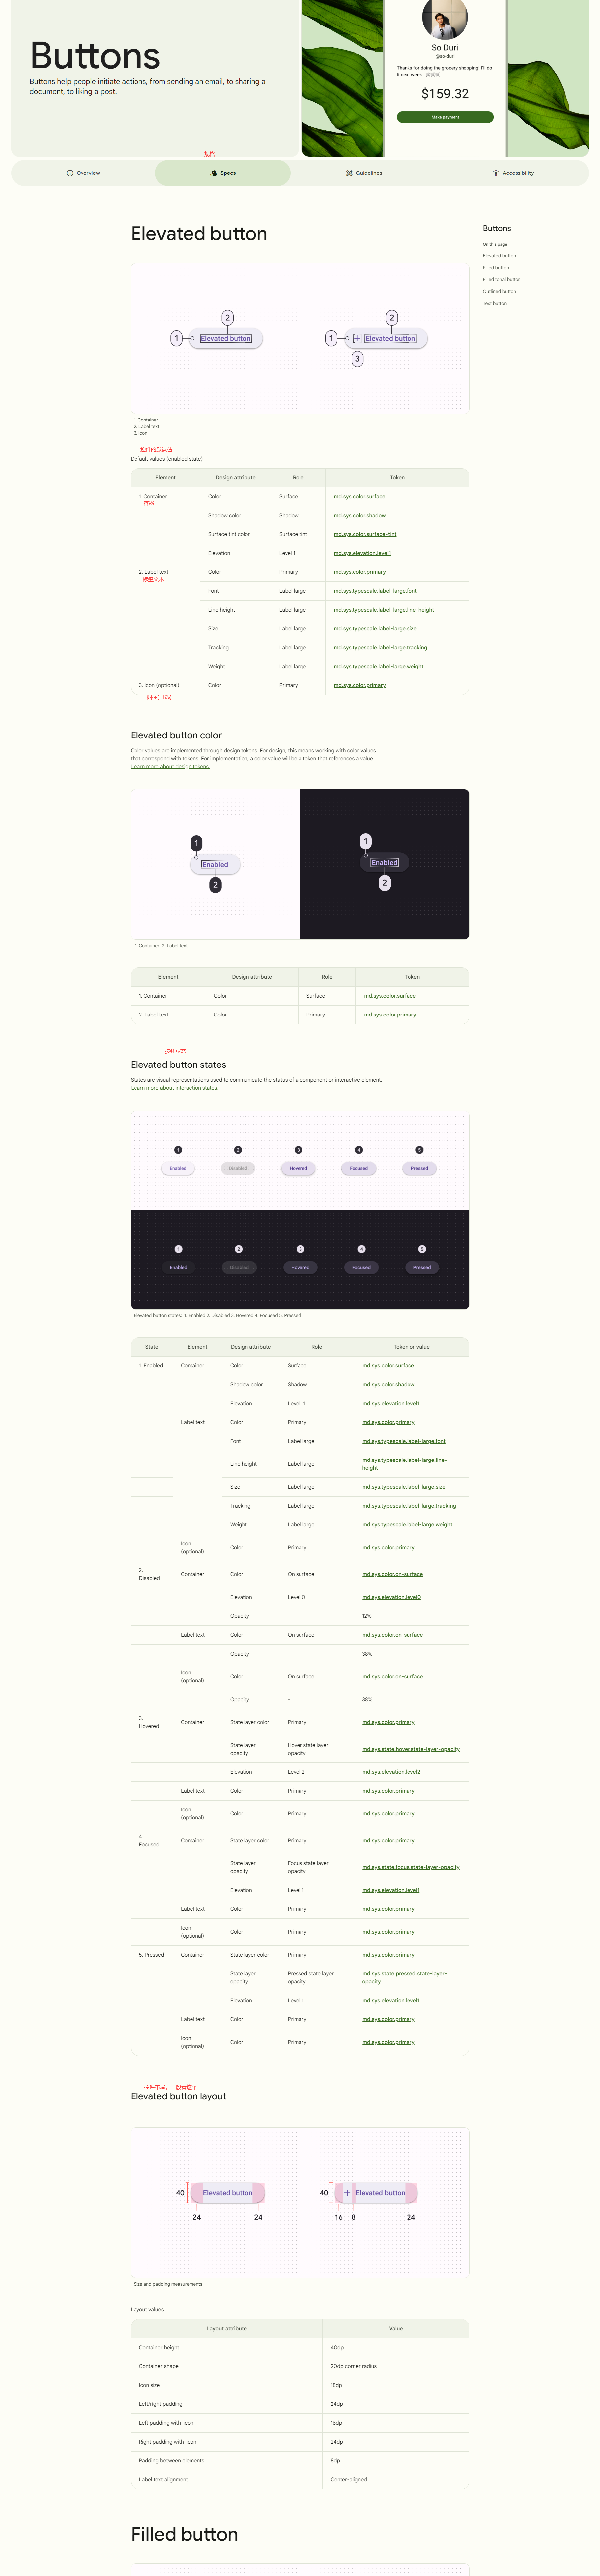 So Duri
@so-duri
Thanks for doing the grocery shopping! I'll do
it next week.
$159.32
Make payment
Buttons
Buttons help people initiate actions, from sending an email, to sharing a
document, to liking a post.
规格
Overview
Specs
Guidelines
Accessibility
Elevated button
Buttons
On this page
Elevated button
Filled button
Filled tonal button
Outlined button
Text button
2
1
Elevated button
2
1
Elevated button
3
1. Container
2. Label text
3. Icon
控件的默认值
Default values (enabled state)
Element Design attribute Role Token
1. Container Color Surface md.sys.color.surface
容器
Shadow color Shadow md.sys.color.shadow
Surface tint color Surface tint md.sys.color.surface-tint
Elevation Level 1 md.sys.elevation.level1
2. Label text Color Primary md.sys.color.primary
标签文本
Font Label large md.sys.typescale.label-large.font
Line height Label large md.sys.typescale.label-large.line-height
Size Label large md.sys.typescale.label-large.size
Tracking Label large md.sys.typescale.label-large.tracking
Weight Label large md.sys.typescale.label-large.weight
3. Icon (optional) Color Primary md.sys.color.primary
图标(可选)
Elevated button color
Color values are implemented through design tokens. For design, this means working with color values
that correspond with tokens. For implementation, a color value will be a token that references a value.
Learn more about design tokens.
1
Enabled
2
1
Enabled
2
1. Container 2. Label text
Element Design attribute Role Token
1. Container Color Surface md.sys.color.surface
2. Label text Color Primary md.sys.color.primary
按钮状态
Elevated button states
States are visual representations used to communicate the status of a component or interactive element.
Learn more about interaction states.
1 2 3 4 5
Enabled Disabled Hovered Focused Pressed
1 2 3 4 5
Enabled Disabled Hovered Focused Pressed
Elevated button states: 1. Enabled 2. Disabled 3. Hovered 4. Focused 5. Pressed
State Element Design attribute Role Token or value
1. Enabled Container Color Surface md.sys.color.surface
Shadow color Shadow md.sys.color.shadow
Elevation Level 1 md.sys.elevation.level1
Label text Color Primary md.sys.color.primary
Font Label large md.sys.typescale.label-large.font
Line height Label large md.sys.typescale.label-large.line-
height
Size Label large md.sys.typescale.label-large.size
Tracking Label large md.sys.typescale.label-large.tracking
Weight Label large md.sys.typescale.label-large.weight
Icon
(optional) Color Primary md.sys.color.primary
2.
Disabled Container Color On surface md.sys.color.on-surface
Elevation Level 0 md.sys.elevation.level0
Opacity - 12%
Label text Color On surface md.sys.color.on-surface
Opacity - 38%
Icon
(optional) Color On surface md.sys.color.on-surface
Opacity - 38%
3.
Hovered Container State layer color Primary md.sys.color.primary
State layer
opacity Hover state layer
opacity md.sys.state.hover.state-layer-opacity
Elevation Level 2 md.sys.elevation.level2
Label text Color Primary md.sys.color.primary
Icon
(optional) Color Primary md.sys.color.primary
4.
Focused Container State layer color Primary md.sys.color.primary
State layer
opacity Focus state layer
opacity md.sys.state.focus.state-layer-opacity
Elevation Level 1 md.sys.elevation.level1
Label text Color Primary md.sys.color.primary
Icon
(optional) Color Primary md.sys.color.primary
5. Pressed Container State layer color Primary md.sys.color.primary
State layer
opacity Pressed state layer
opacity md.sys.state.pressed.state-layer-
opacity
Elevation Level 1 md.sys.elevation.level1
Label text Color Primary md.sys.color.primary
Icon
(optional) Color Primary md.sys.color.primary
控件布局，一般看这个
Elevated button layout
40 Elevated button
24 24
40 Elevated button
16 8 24
Size and padding measurements
Layout values
Layout attribute Value
Container height 40dp
Container shape 20dp corner radius
Icon size 18dp
Left/right padding 24dp
Left padding with-icon 16dp
Right padding with-icon 24dp
Padding between elements 8dp
Label text alignment Center-aligned
Filled button